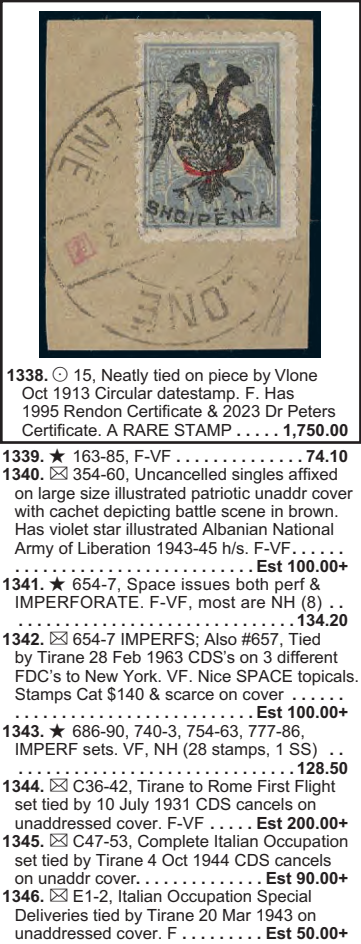 SHQIPENIA
ENIE
3
ONE
1338. ⊙ 15, Neatly tied on piece by Vlone
Oct 1913 Circular datestamp. F. Has
1995 Rendon Certificate & 2023 Dr Peters
Certificate. A RARE STAMP . . . . . 1,750.00
1339. ★ 163-85, F-VF . . . . . . . . . . . . . . 74.10
1340. ✉ 354-60, Uncancelled singles affixed
on large size illustrated patriotic unaddr cover
with cachet depicting battle scene in brown.
Has violet star illustrated Albanian National
Army of Liberation 1943-45 h/s. F-VF. . . . . .
. . . . . . . . . . . . . . . . . . . . . . . . . . Est 100.00+
1341. ★ 654-7, Space issues both perf &
IMPERFORATE. F-VF, most are NH (8) . .
. . . . . . . . . . . . . . . . . . . . . . . . . . . . . . 134.20
1342. ✉ 654-7 IMPERFS; Also #657, Tied
by Tirane 28 Feb 1963 CDS's on 3 different
FDC's to New York. VF. Nice SPACE topicals.
Stamps Cat $140 & scarce on cover . . . . . .
. . . . . . . . . . . . . . . . . . . . . . . . . . Est 100.00+
1343. ★ 686-90, 740-3, 754-63, 777-86,
IMPERF sets. VF, NH (28 stamps, 1 SS) . .
. . . . . . . . . . . . . . . . . . . . . . . . . . . . . . 128.50
1344. ✉ C36-42, Tirane to Rome First Flight
set tied by 10 July 1931 CDS cancels on
unaddressed cover. F-VF . . . . . Est 200.00+
1345. ✉ C47-53, Complete Italian Occupation
set tied by Tirane 4 Oct 1944 CDS cancels
on unaddr cover. . . . . . . . . . . . . . Est 90.00+
1346. ✉ E1-2, Italian Occupation Special
Deliveries tied by Tirane 20 Mar 1943 on
unaddressed cover. F . . . . . . . . . Est 50.00+